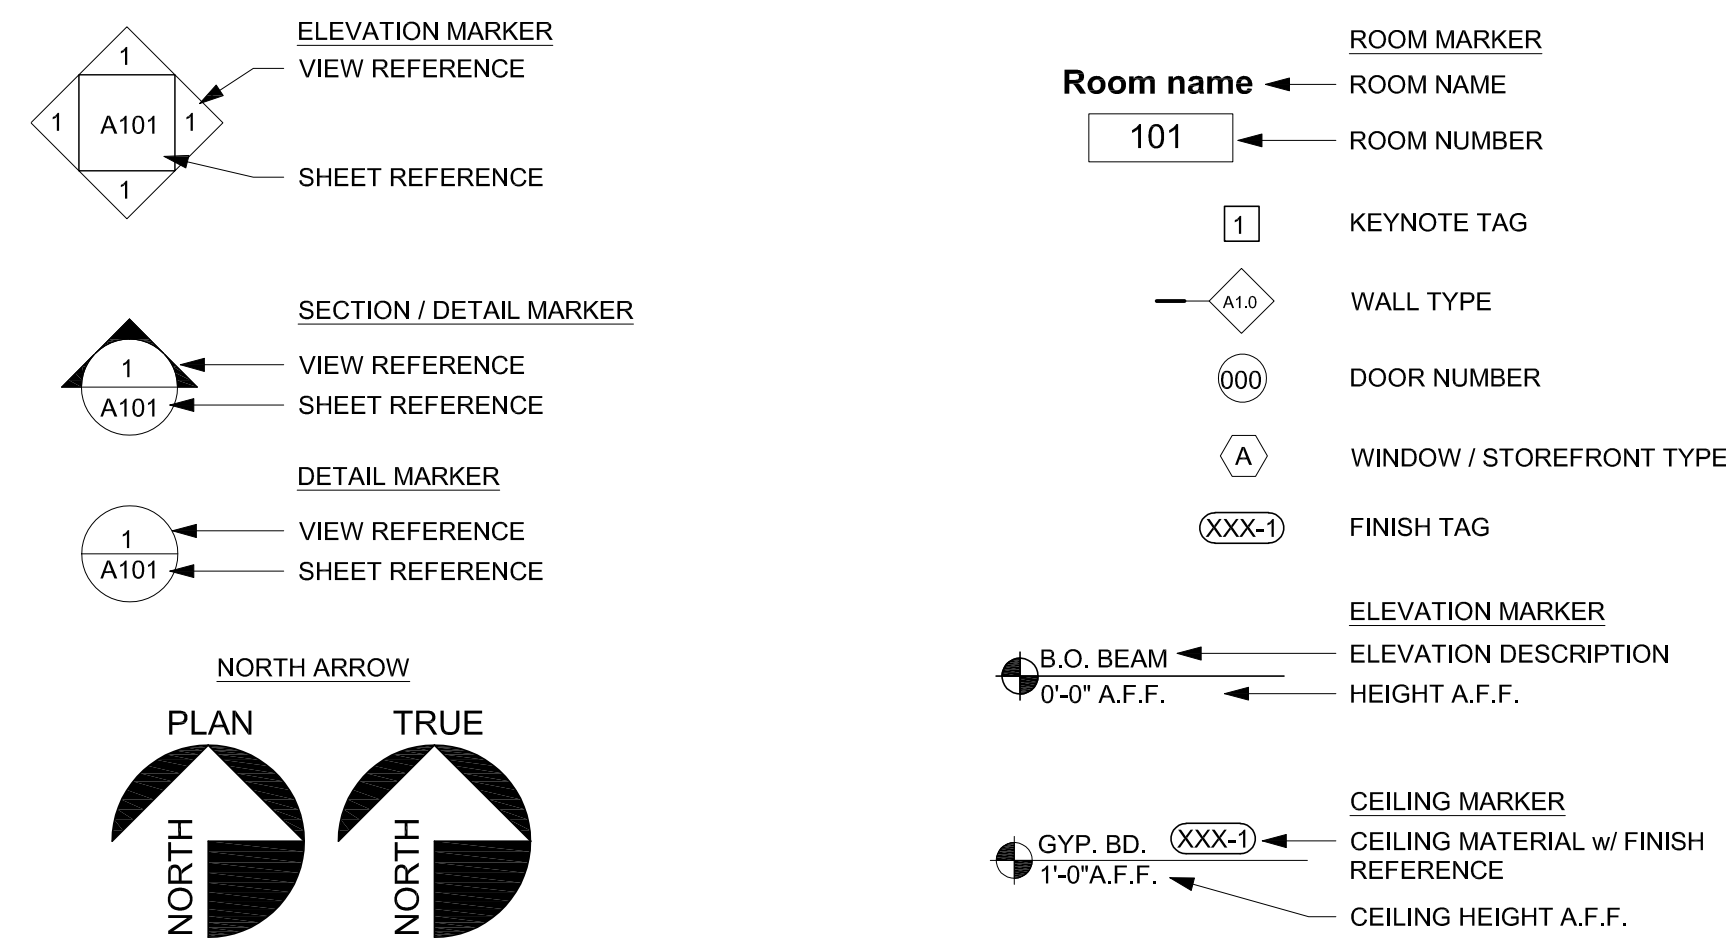 ELEVATION MARKER
1
VIEW REFERENCE
1
A101
1
SHEET REFERENCE
1
SECTION / DETAIL MARKER
1
VIEW REFERENCE
A101
SHEET REFERENCE
DETAIL MARKER
1
VIEW REFERENCE
A101
SHEET REFERENCE
NORTH ARROW
PLAN
TRUE
NORTH
NORTH
ROOM MARKER
Room name
ROOM NAME
101
ROOM NUMBER
1
KEYNOTE TAG
A1.0
WALL TYPE
000
DOOR NUMBER
A
WINDOW / STOREFRONT TYPE
XXX-1
FINISH TAG
ELEVATION MARKER
B.O. BEAM
ELEVATION DESCRIPTION
0'-0" A.F.F.
HEIGHT A.F.F.
CEILING MARKER
GYP. BD.
XXX-1
CEILING MATERIAL w/ FINISH
REFERENCE
1'-0"A.F.F.
CEILING HEIGHT A.F.F.